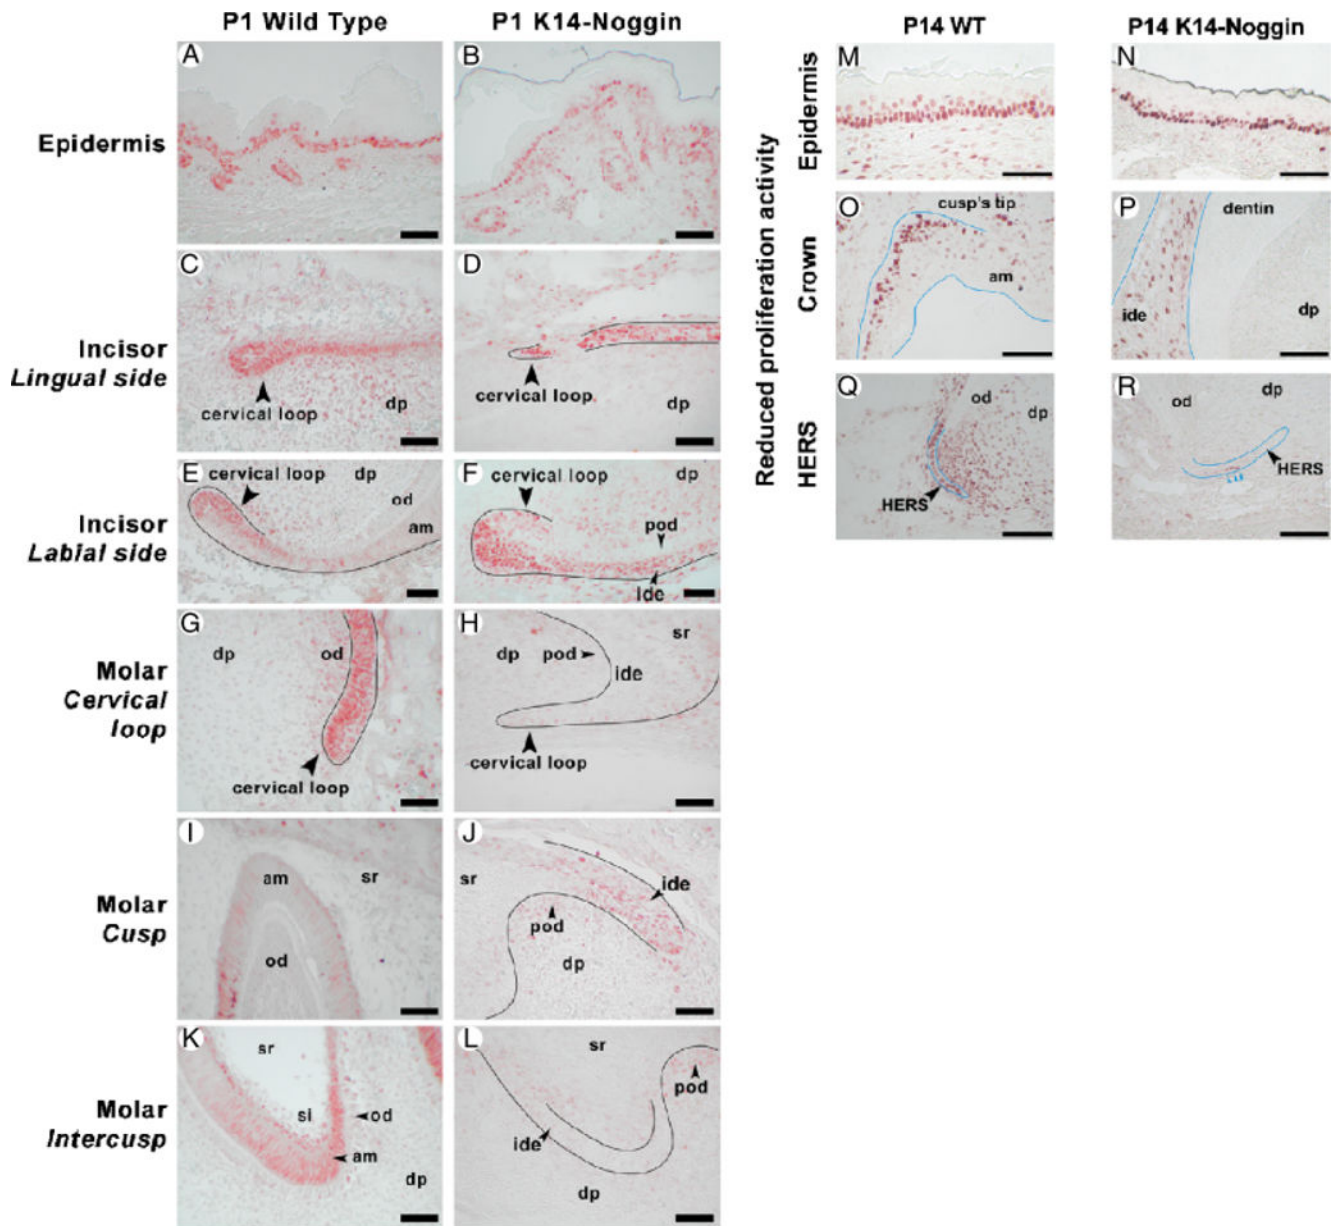 P1 Wild Type
P1 K14-Noggin
P14 WT
P14 K14-Noggin
Epidermis
A
B
Incisor
Lingual side
C
cervical loop
dp
D
cervical loop
dp
Incisor
Labial side
E
cervical loop
dp
od
am
F
cervical loop
dp
pod
ide
Molar
Cervical
loop
G
dp
od
cervical loop
H
sr
dp
pod
ide
cervical loop
Molar
Cusp
I
am
sr
od
J
sr
ide
pod
dp
Molar
Intercusp
K
sr
si
od
am
dp
L
sr
pod
ide
dp
Reduced proliferation activity
Epidermis
M
N
Crown
O
cusp's tip
am
P
dentin
ide
dp
HERS
Q
od
dp
HERS
R
od
dp
HERS